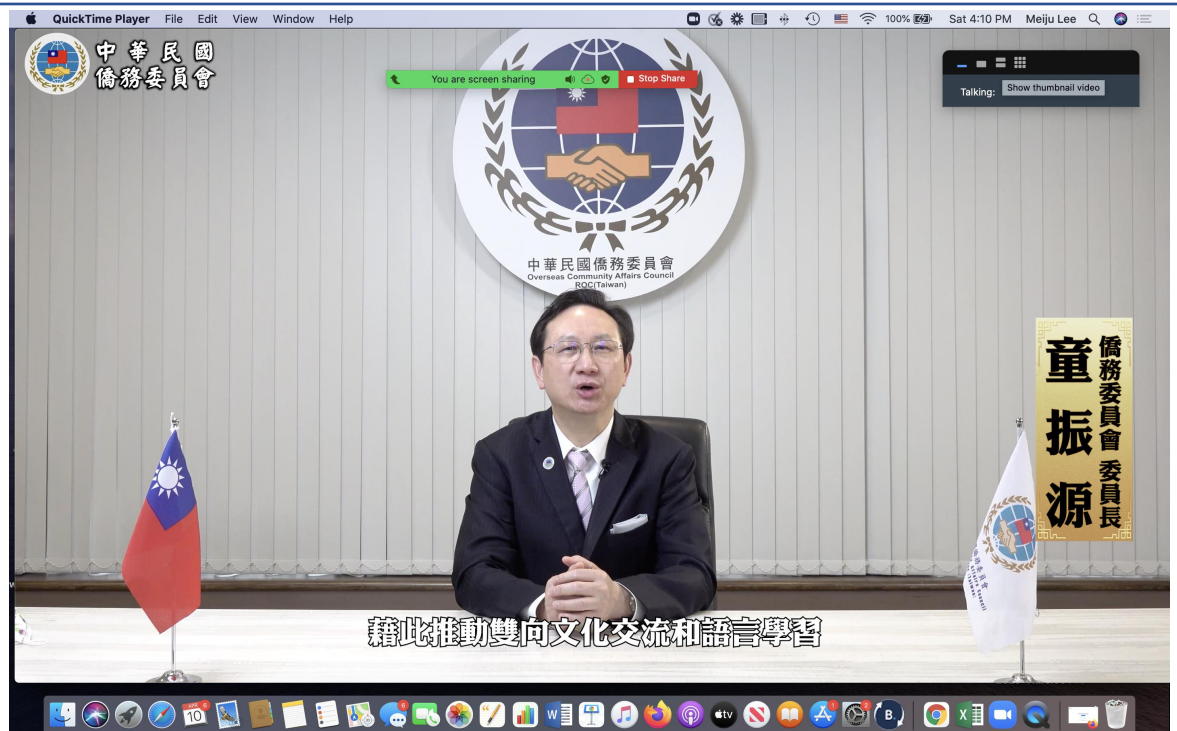 QuickTime Player File Edit View Window Help
100%
Sat 4:10 PM Meiju Lee
中華民國
僑務委員會
You are screen sharing
Stop Share
Talking:
Show thumbnail video
中華民國僑務委員會
Overseas Community Affairs Council
ROC(Taiwan)
僑務委員會 委員長
童振源
藉此推動雙向文化交流和語言學習
APR
10
tv
B.